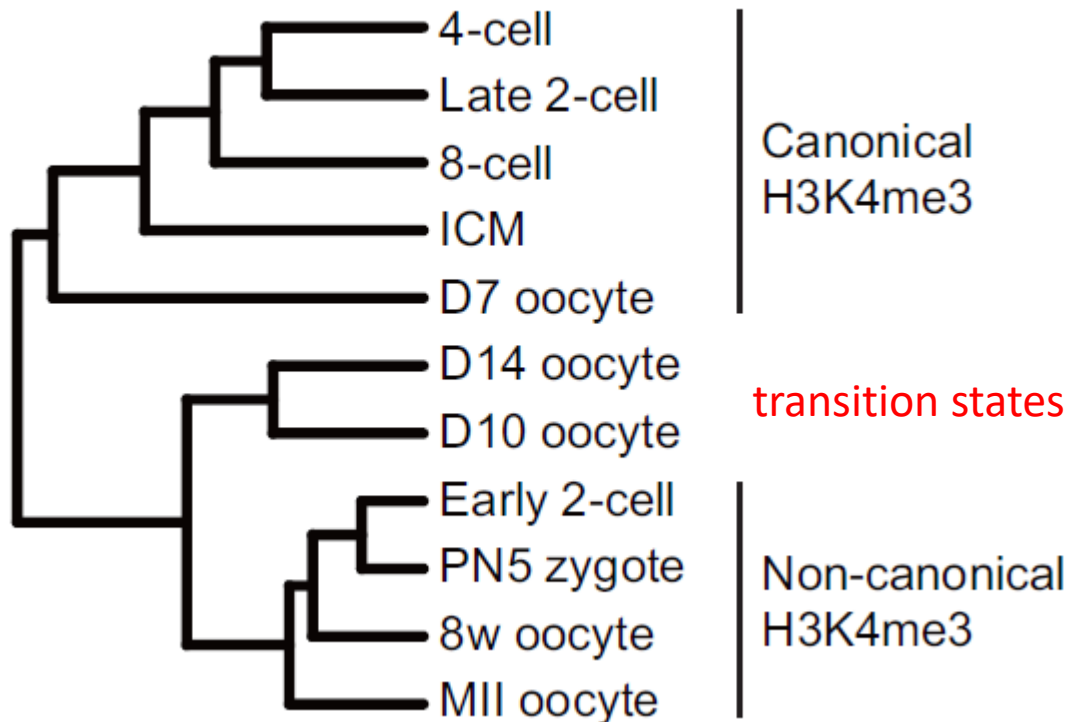 4-cell
Late 2-cell
8-cell
ICM
D7 oocyte
Canonical
H3K4me3
D14 oocyte
D10 oocyte
transition states
Early 2-cell
PN5 zygote
8w oocyte
MII oocyte
Non-canonical
H3K4me3